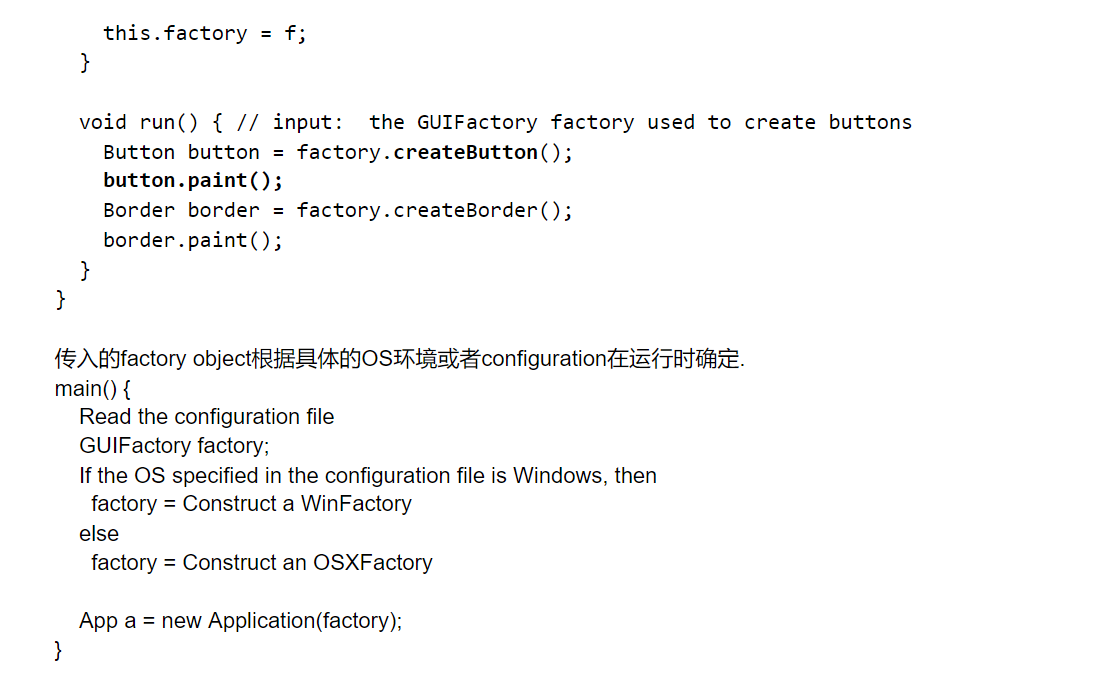 this.factory = f;
}
void run() { // input:  the GUIFactory factory used to create buttons
Button button = factory.createButton();
button.paint();
Border border = factory.createBorder();
border.paint();
}
}
传入的factory object根据具体的OS环境或者configuration在运行时确定.
main() {
Read the configuration file
GUIFactory factory;
If the OS specified in the configuration file is Windows, then
factory = Construct a WinFactory
else
factory = Construct an OSXFactory
App a = new Application(factory);
}